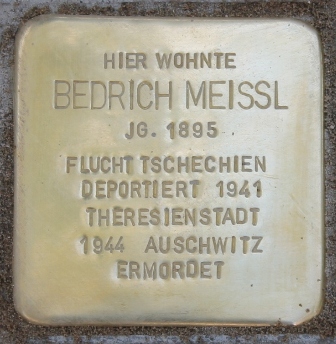 HIER WOHNTE
BEDRICH MEISSL
JG. 1895
FLUCHT TSCHECHIEN
DEPORTIERT 1941
THERESIENSTADT
1944 AUSCHWITZ
ERMORDET